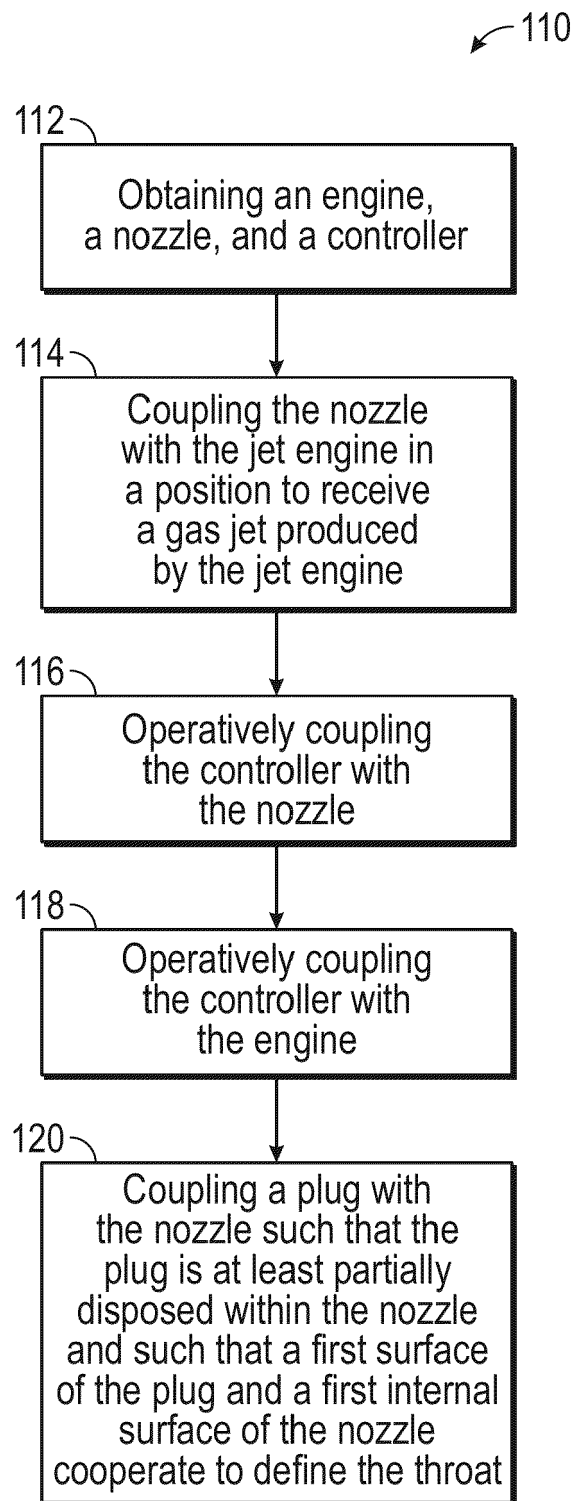 110
112
Obtaining an engine,
a nozzle, and a controller
114
Coupling the nozzle
with the jet engine in
a position to receive
a gas jet produced
by the jet engine
116
Operatively coupling
the controller with
the nozzle
118
Operatively coupling
the controller with
the engine
120
Coupling a plug with
the nozzle such that the
plug is at least partially
disposed within the nozzle
and such that a first surface
of the plug and a first internal
surface of the nozzle
cooperate to define the throat